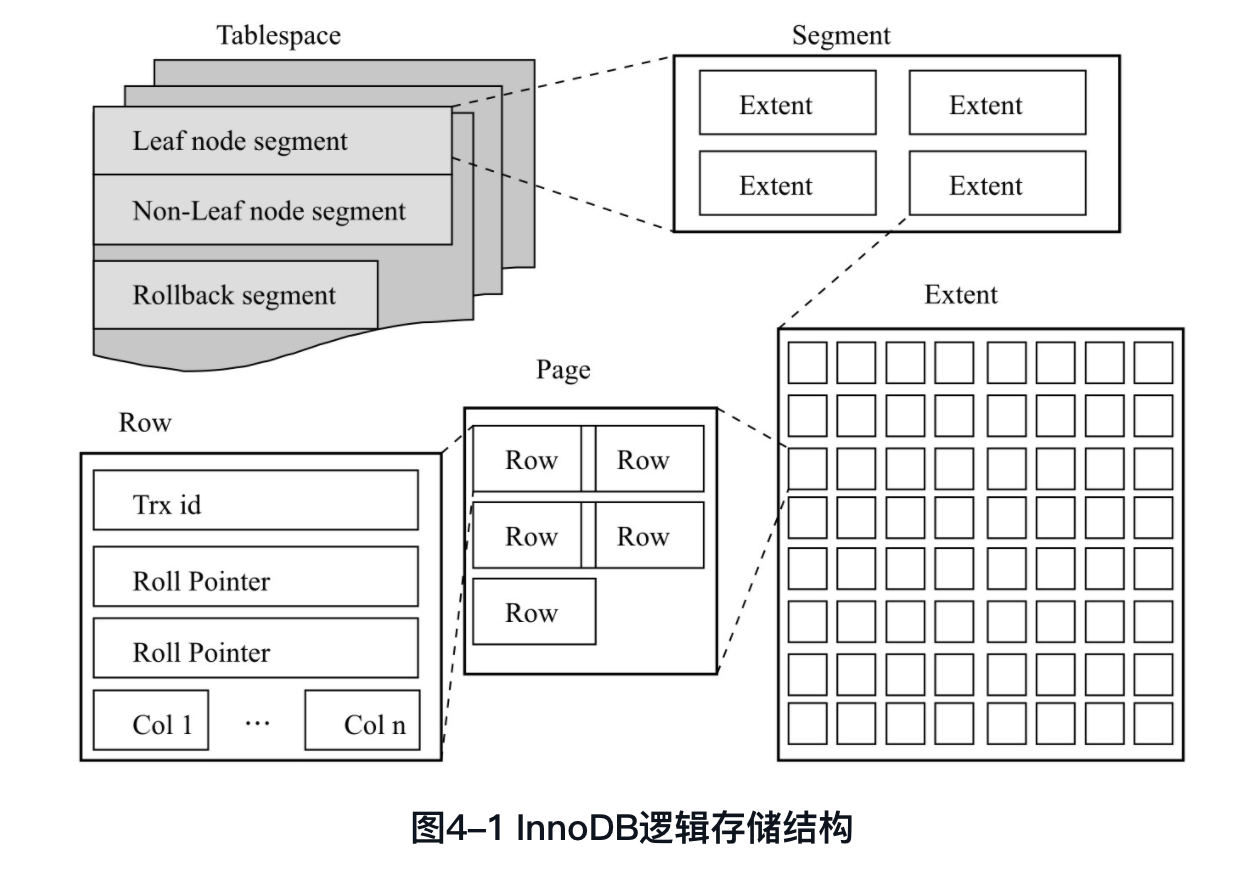 Tablespace
Leaf node segment
Non-Leaf node segment
Rollback segment
Segment
Extent
Extent
Extent
Extent
Extent
Page
Row
Row
Row
Row
Row
Row
Trx id
Roll Pointer
Roll Pointer
Col 1 … Col n
图4–1 InnoDB逻辑存储结构